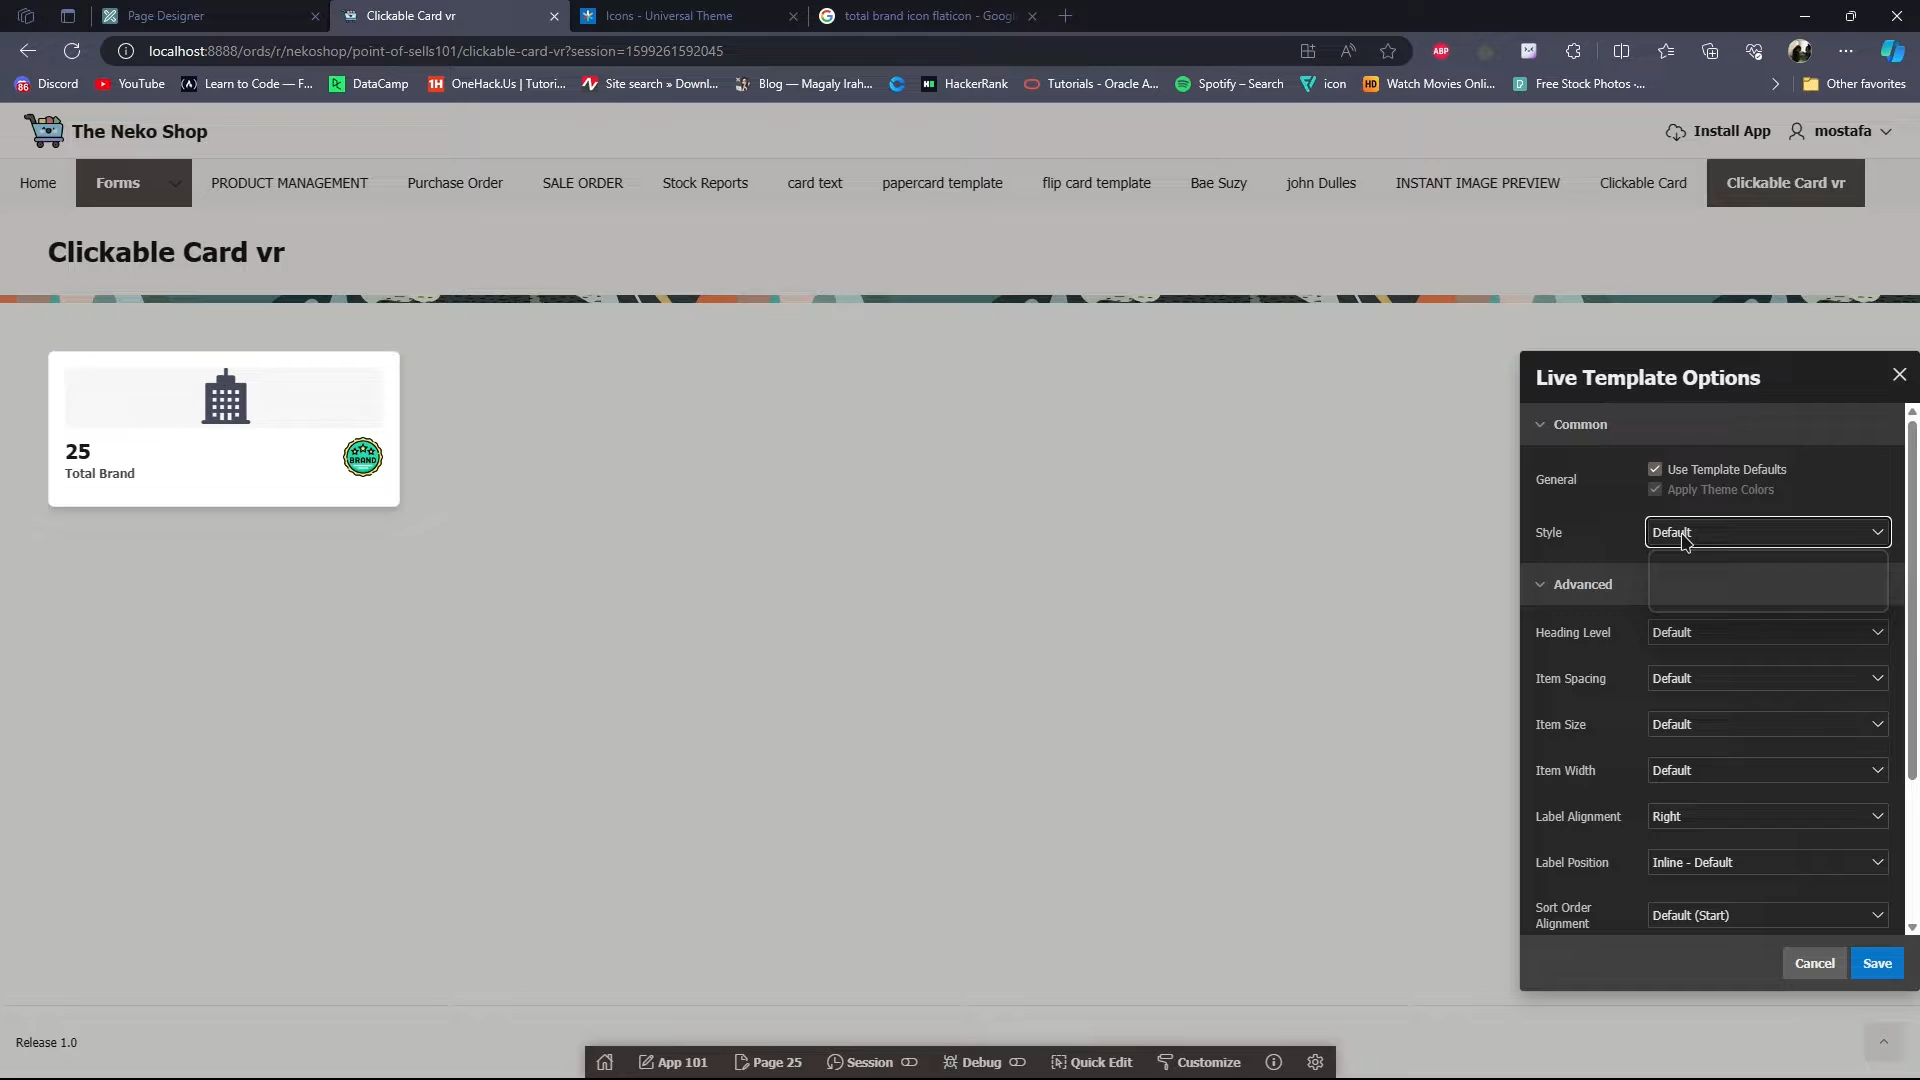 Page Designer
Clickable Card vr
Icons - Universal Theme
total brand icon flaticon - Googl
localhost:8888/ords/r/nekoshop/point-of-sells101/clickable-card-vr?session=1599261592045
ABP
86 Discord
YouTube
Learn to Code — F...
DataCamp
1H OneHack.Us | Tutori...
Site search » Downl...
Blog — Magaly Irah...
HackerRank
Tutorials - Oracle A...
Spotify – Search
icon
HD Watch Movies Onli...
Free Stock Photos ·...
Other favorites
The Neko Shop
Install App
mostafa
Home
Forms
PRODUCT MANAGEMENT
Purchase Order
SALE ORDER
Stock Reports
card text
papercard template
flip card template
Bae Suzy
john Dulles
INSTANT IMAGE PREVIEW
Clickable Card
Clickable Card vr
Clickable Card vr
25
Total Brand
BRAND
Live Template Options
Common
General
Use Template Defaults
Apply Theme Colors
Style
Default
Advanced
Heading Level
Default
Item Spacing
Default
Item Size
Default
Item Width
Default
Label Alignment
Right
Label Position
Inline - Default
Sort Order
Alignment
Default (Start)
Cancel
Save
Release 1.0
App 101
Page 25
Session
Debug
Quick Edit
Customize